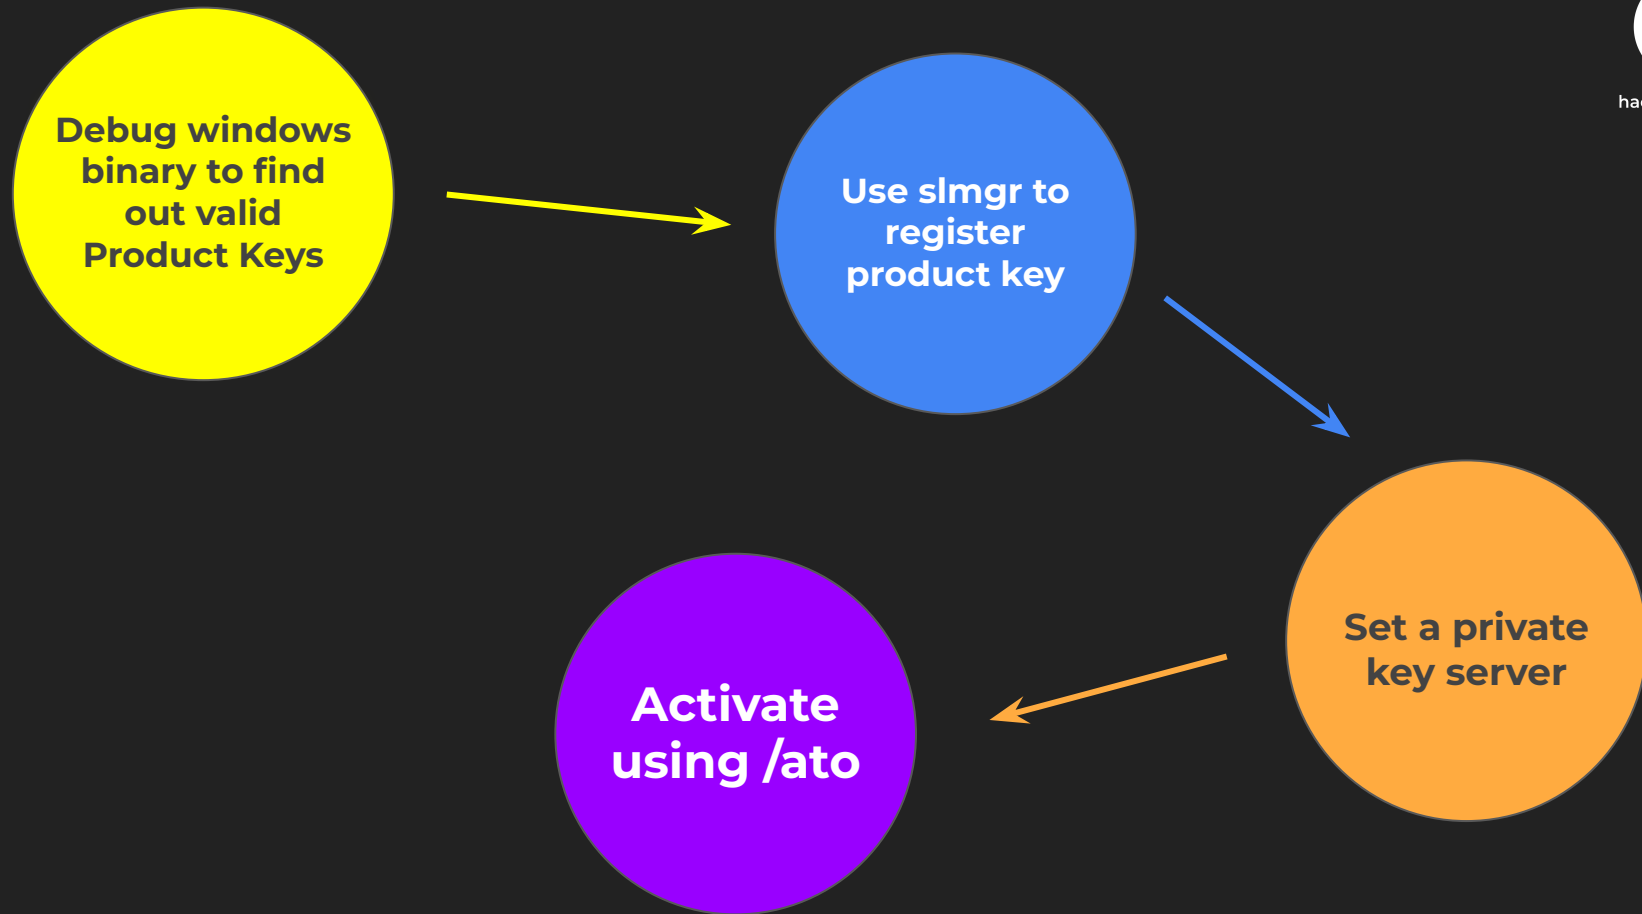 Debug windows
binary to find
out valid
Product Keys
Use slmgr to
register
product key
Set a private
key server
Activate
using /ato